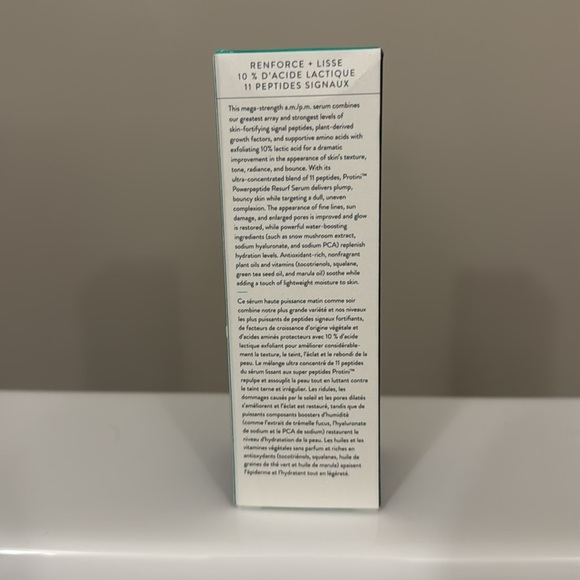 RENFORCE + LISSE
10 % D'ACIDE LACTIQUE
11 PEPTIDES SIGNAUX
This mega-strength a.m./p.m. serum combines
our greatest array and strongest levels of
skin-fortifying signal peptides, plant-derived
growth factors, and supportive amino acids with
exfoliating 10% lactic acid for a dramatic
improvement in the appearance of skin's texture,
tone, radiance, and bounce. With its
ultra-concentrated blend of 11 peptides, Protini™
Powerpeptide Resurf Serum delivers plump,
bouncy skin while targeting a dull, uneven
complexion. The appearance of fine lines, sun
damage, and enlarged pores is improved and glow
is restored, while powerful water-boosting
ingredients (such as snow mushroom extract,
sodium hyaluronate, and sodium PCA) replenish
hydration levels. Antioxidant-rich, nonfragrant
plant oils and vitamins (tocotrienols, squalane,
green tea seed oil, and marula oil) soothe while
adding a touch of lightweight moisture to skin.
Ce sérum haute puissance matin comme soir
combine notre plus grande variété et nos niveaux
les plus puissants de peptides signaux fortifiants,
de facteurs de croissance d'origine végétale et
d'acides aminés protecteurs avec 10 % d'acide
lactique exfoliant pour améliorer considérable-
ment la texture, le teint, l'éclat et le rebondi de la
peau. Le mélange ultra concentré de 11 peptides
du sérum lissant aux super peptides Protini™
repulpe et assouplit la peau tout en luttant contre
le teint terne et irrégulier. Les ridules, les
dommages causés par le soleil et les pores dilatés
s'améliorent et l'éclat est restauré, tandis que de
puissants composants boosters d'humidité
(comme l'extrait de trémelle fucus, l'hyaluronate
de sodium et le PCA de sodium) restaurent le
niveau d'hydratation de la peau. Les huiles et les
vitamines végétales sans parfum et riches en
antioxydants (tocotriénols, squalanes, huile de
graines de thé vert et huile de marula) apaisent
l'épiderme et l'hydratent tout en légèreté.